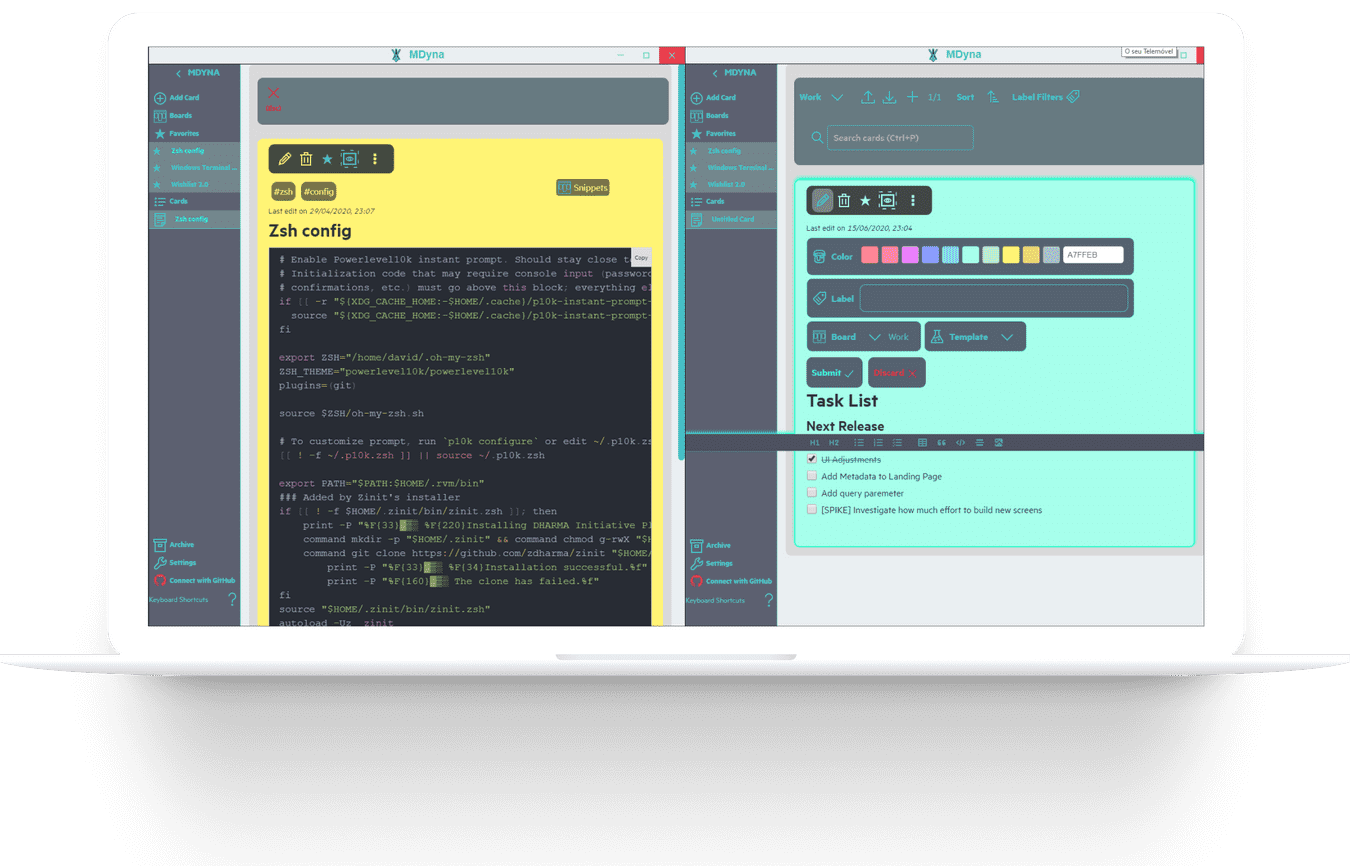 MDyna
MDYNA
Add Card
Boards
Favorites
Zsh config
Windows Terminal ...
Wishlist 2.0
Cards
Zsh config
Archive
Settings
Connect with GitHub
Keyboard Shortcuts ?
(Esc)
#zsh #config
Snippets
Last edit on 29/04/2020, 23:07
Zsh config
Copy
# Enable Powerlevel10k instant prompt. Should stay close t
# Initialization code that may require console input (passwor
# confirmations, etc.) must go above this block; everything el
if [[ -r "${XDG_CACHE_HOME:-$HOME/.cache}/p10k-instant-prompt-
source "${XDG_CACHE_HOME:-$HOME/.cache}/p10k-instant-prompt-
fi
export ZSH="/home/david/.oh-my-zsh"
ZSH_THEME="powerlevel10k/powerlevel10k"
plugins=(git)
source $ZSH/oh-my-zsh.sh
# To customize prompt, run `p10k configure` or edit ~/.p10k.zs
[[ ! -f ~/.p10k.zsh ]] || source ~/.p10k.zsh
export PATH="$PATH:$HOME/.rvm/bin"
### Added by Zinit's installer
if [[ ! -f $HOME/.zinit/bin/zinit.zsh ]]; then
print -P "%F{33}▓▒░ %F{220}Installing DHARMA Initiative Pl
command mkdir -p "$HOME/.zinit" && command chmod g-rwX "$H
command git clone https://github.com/zdharma/zinit "$HOME/
print -P "%F{33}▓▒░ %F{34}Installation successful.%f"
print -P "%F{160}▓▒░ The clone has failed.%f"
fi
source "$HOME/.zinit/bin/zinit.zsh"
autoload -Uz _zinit
MDyna
O seu Telemóvel
MDYNA
Add Card
Boards
Favorites
Zsh config
Windows Terminal ...
Wishlist 2.0
Cards
Untitled Card
Archive
Settings
Connect with GitHub
Keyboard Shortcuts ?
Work 1/1 Sort Label Filters
Search cards (Ctrl+P)
Last edit on 15/06/2020, 23:04
Color A7FFEB
Label
Board Work Template
Submit Discard
Task List
Next Release
H1 H2
UI Adjustments
Add Metadata to Landing Page
Add query paremeter
[SPIKE] Investigate how much effort to build new screens